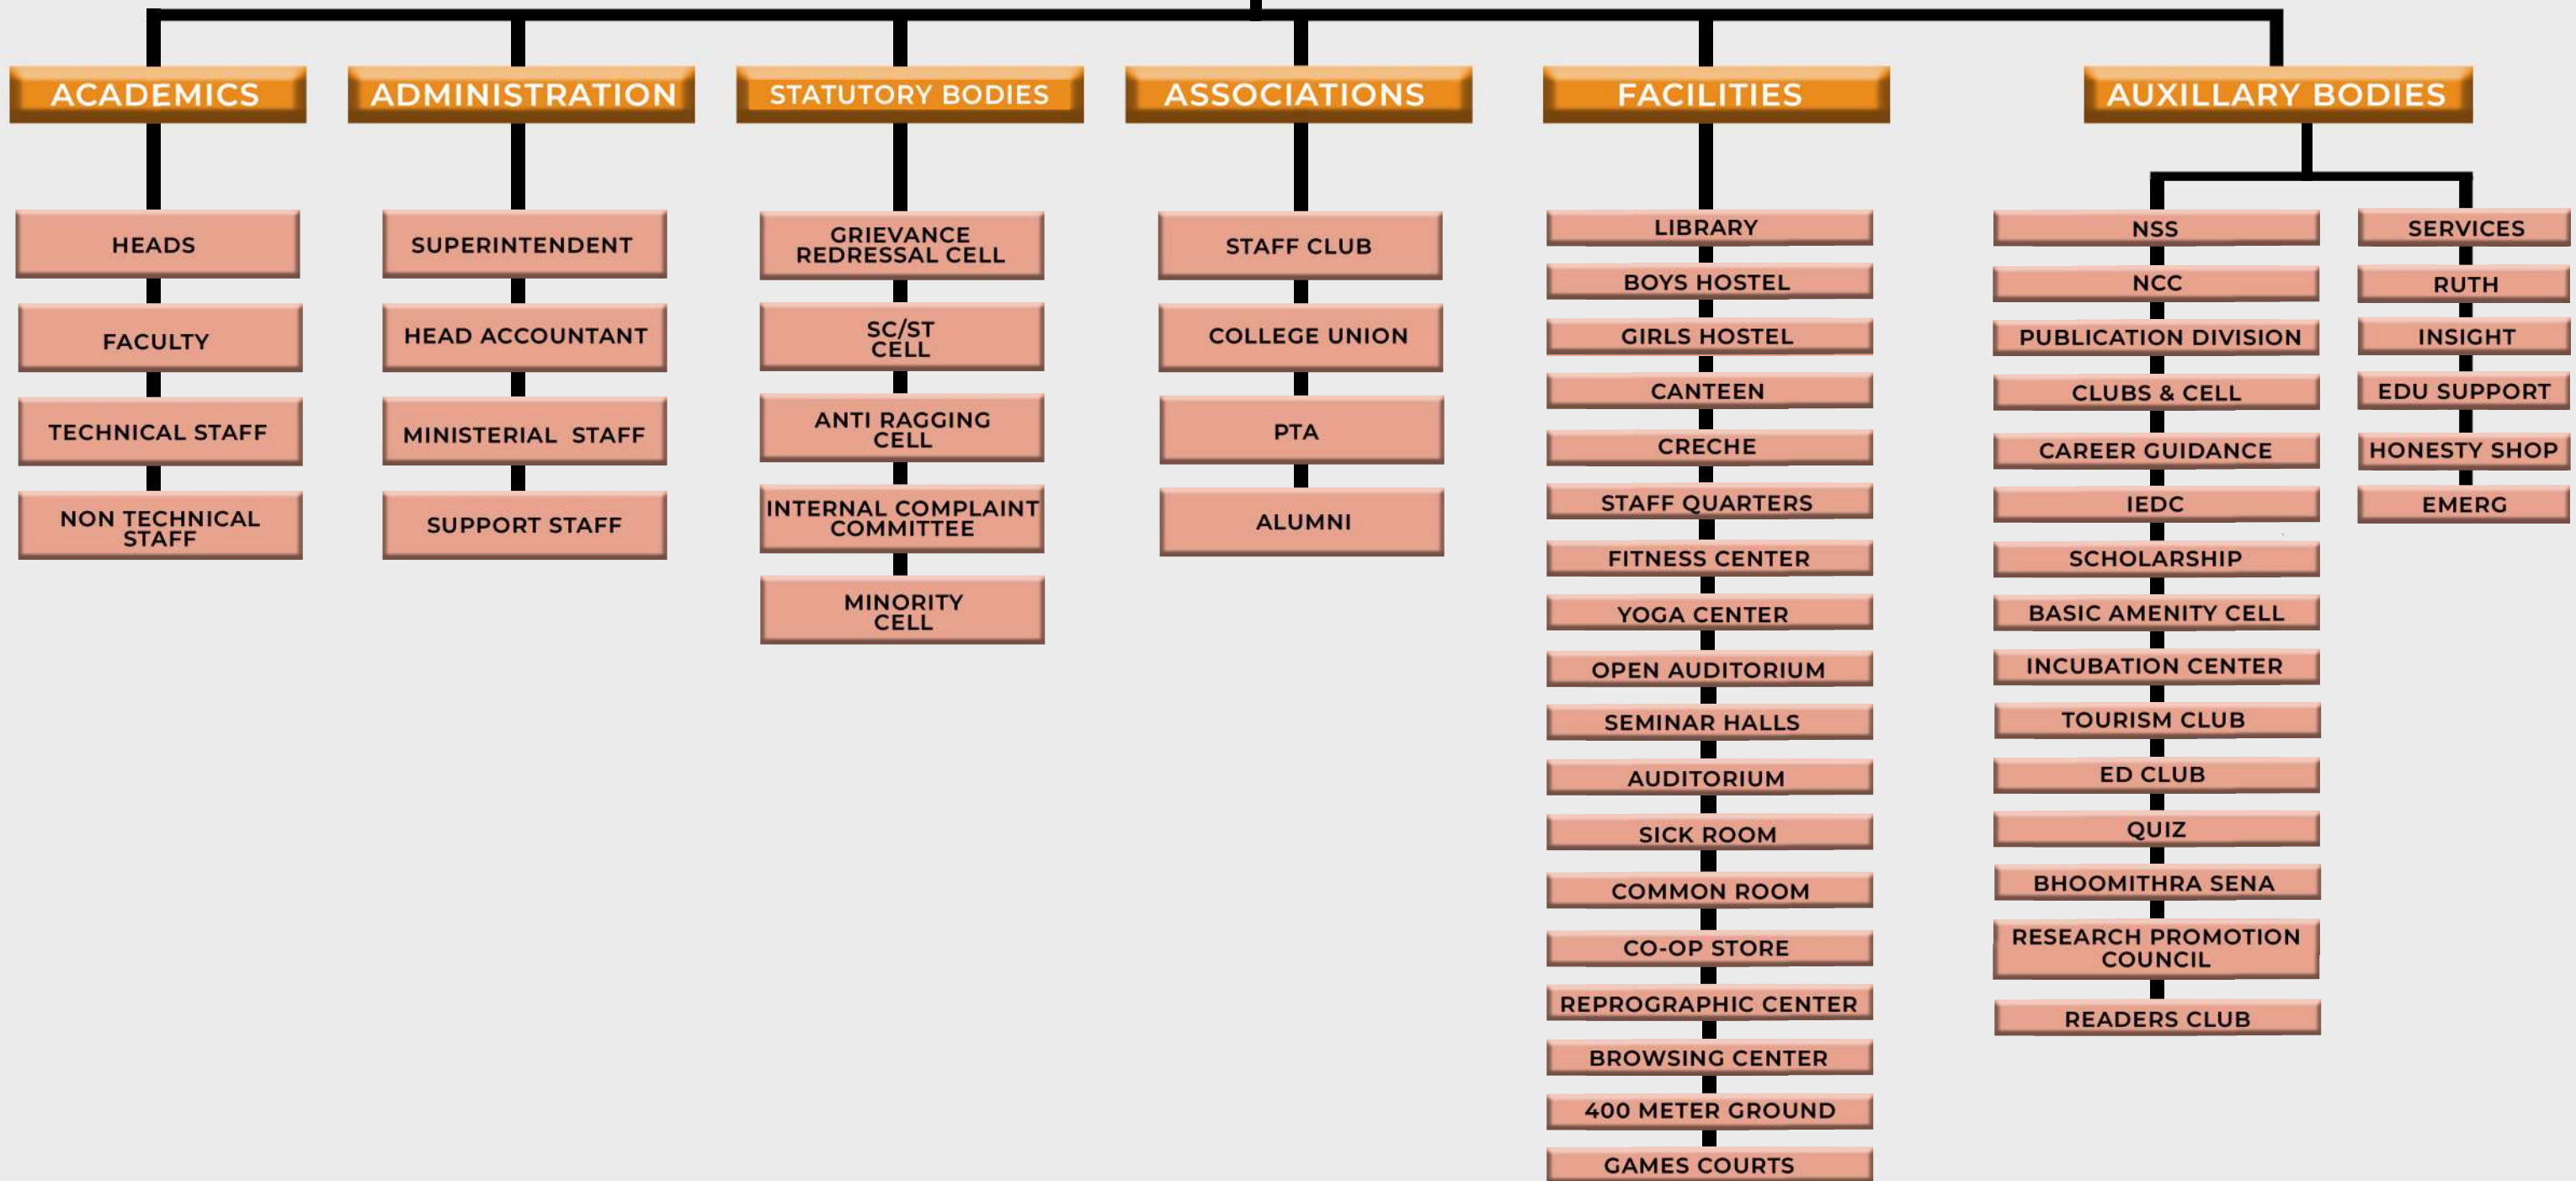 ACADEMICS
HEADS
FACULTY
TECHNICAL STAFF
NON TECHNICAL
STAFF
ADMINISTRATION
SUPERINTENDENT
HEAD ACCOUNTANT
MINISTERIAL STAFF
SUPPORT STAFF
STATUTORY BODIES
GRIEVANCE
REDRESSAL CELL
SC/ST
CELL
ANTI RAGGING
CELL
INTERNAL COMPLAINT
COMMITTEE
MINORITY
CELL
ASSOCIATIONS
STAFF CLUB
COLLEGE UNION
PTA
ALUMNI
FACILITIES
LIBRARY
BOYS HOSTEL
GIRLS HOSTEL
CANTEEN
CRECHE
STAFF QUARTERS
FITNESS CENTER
YOGA CENTER
OPEN AUDITORIUM
SEMINAR HALLS
AUDITORIUM
SICK ROOM
COMMON ROOM
CO-OP STORE
REPROGRAPHIC CENTER
BROWSING CENTER
400 METER GROUND
GAMES COURTS
AUXILLARY BODIES
NSS
NCC
PUBLICATION DIVISION
CLUBS & CELL
CAREER GUIDANCE
IEDC
SCHOLARSHIP
BASIC AMENITY CELL
INCUBATION CENTER
TOURISM CLUB
ED CLUB
QUIZ
BHOOMITHRA SENA
RESEARCH PROMOTION
COUNCIL
READERS CLUB
SERVICES
RUTH
INSIGHT
EDU SUPPORT
HONESTY SHOP
EMERG